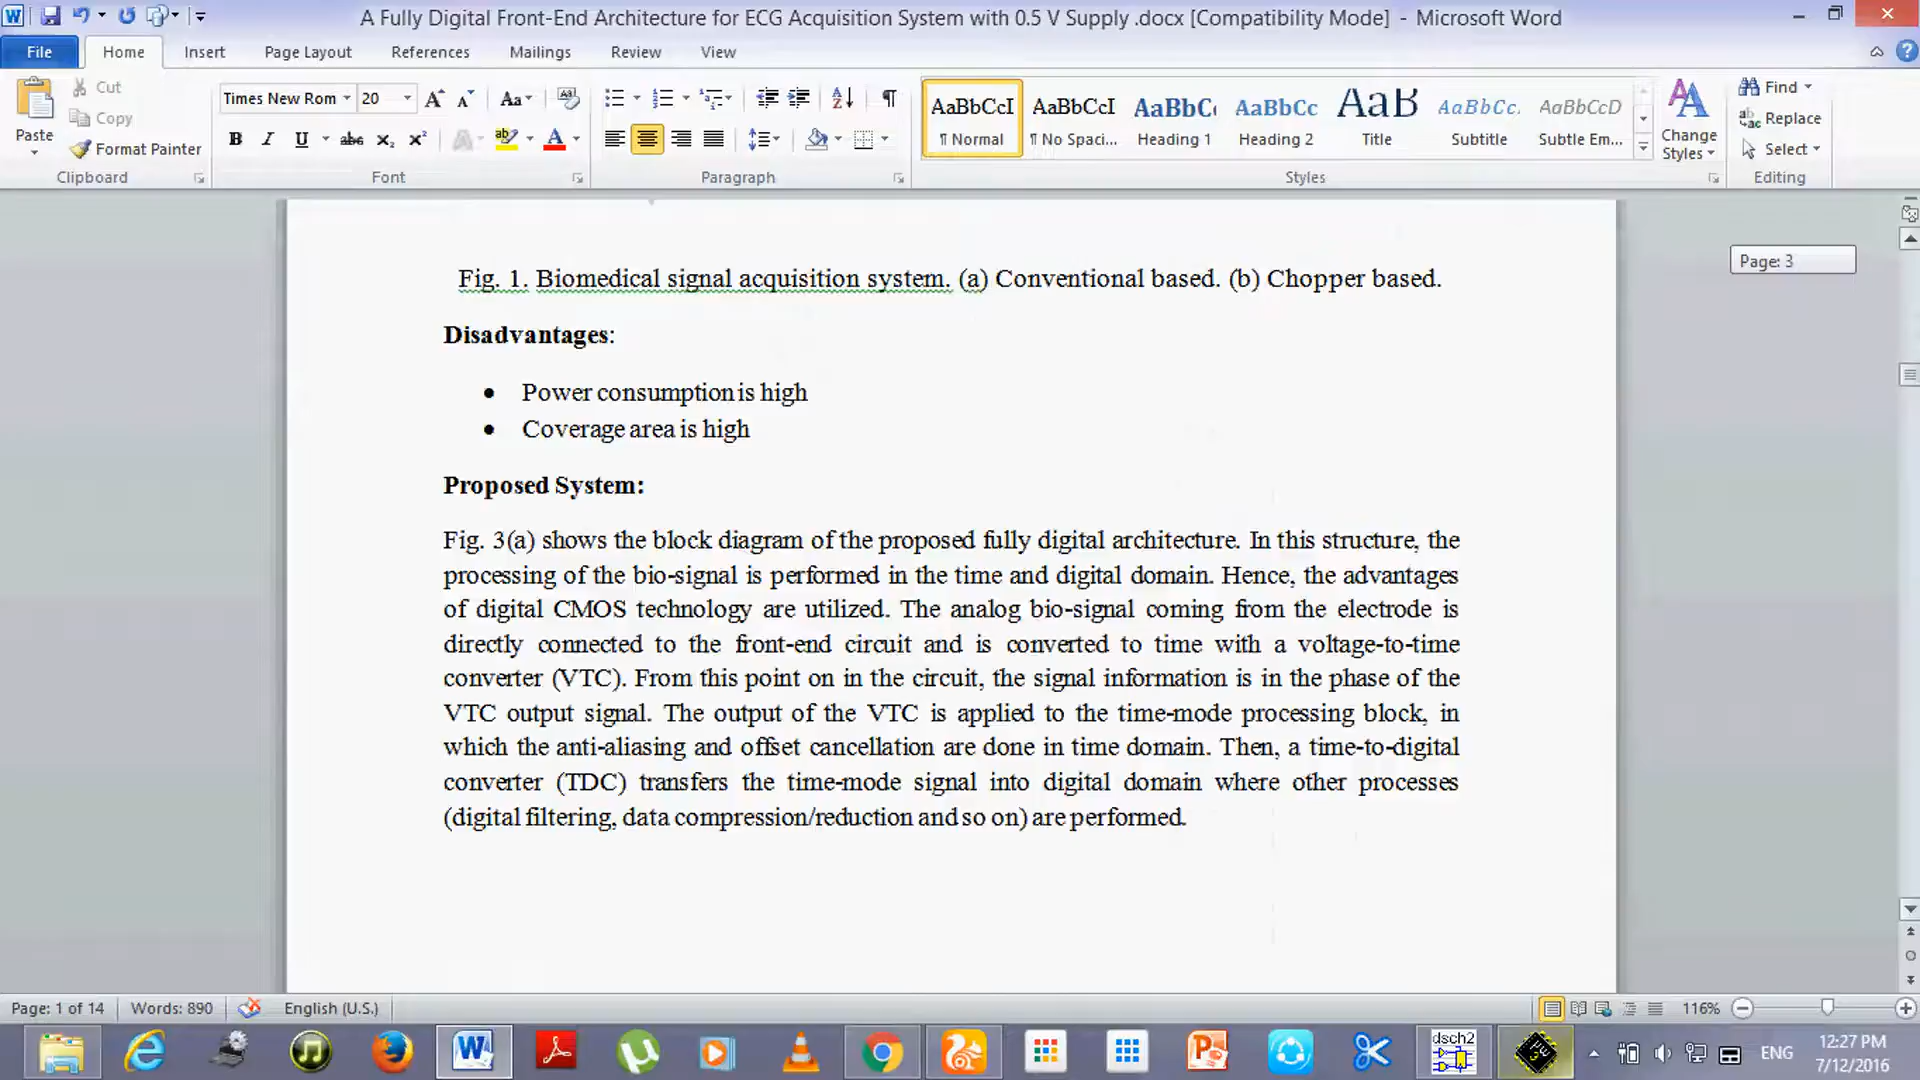 A Fully Digital Front-End Architecture for ECG Acquisition System with 0.5 V Supply .docx [Compatibility Mode] - Microsoft Word
File Home Insert Page Layout References Mailings Review View
Paste
Cut
Copy
Format Painter
Clipboard
Times New Rom 20
Font
Paragraph
AaBbCcI AaBbCcI AaBbC AaBbCc AaB AaBbCc. AaBbCcD
¶ Normal ¶ No Spaci... Heading 1 Heading 2 Title Subtitle Subtle Em...
Styles
Change Styles
Find
Replace
Select
Editing
Page: 3
Fig. 1. Biomedical signal acquisition system. (a) Conventional based. (b) Chopper based.
Disadvantages:
• Power consumption is high
• Coverage area is high
Proposed System:
Fig. 3(a) shows the block diagram of the proposed fully digital architecture. In this structure, the
processing of the bio-signal is performed in the time and digital domain. Hence, the advantages
of digital CMOS technology are utilized. The analog bio-signal coming from the electrode is
directly connected to the front-end circuit and is converted to time with a voltage-to-time
converter (VTC). From this point on in the circuit, the signal information is in the phase of the
VTC output signal. The output of the VTC is applied to the time-mode processing block, in
which the anti-aliasing and offset cancellation are done in time domain. Then, a time-to-digital
converter (TDC) transfers the time-mode signal into digital domain where other processes
(digital filtering, data compression/reduction and so on) are performed.
Page: 1 of 14 Words: 890 English (U.S.) 116%
dsch2
ENG
12:27 PM
7/12/2016